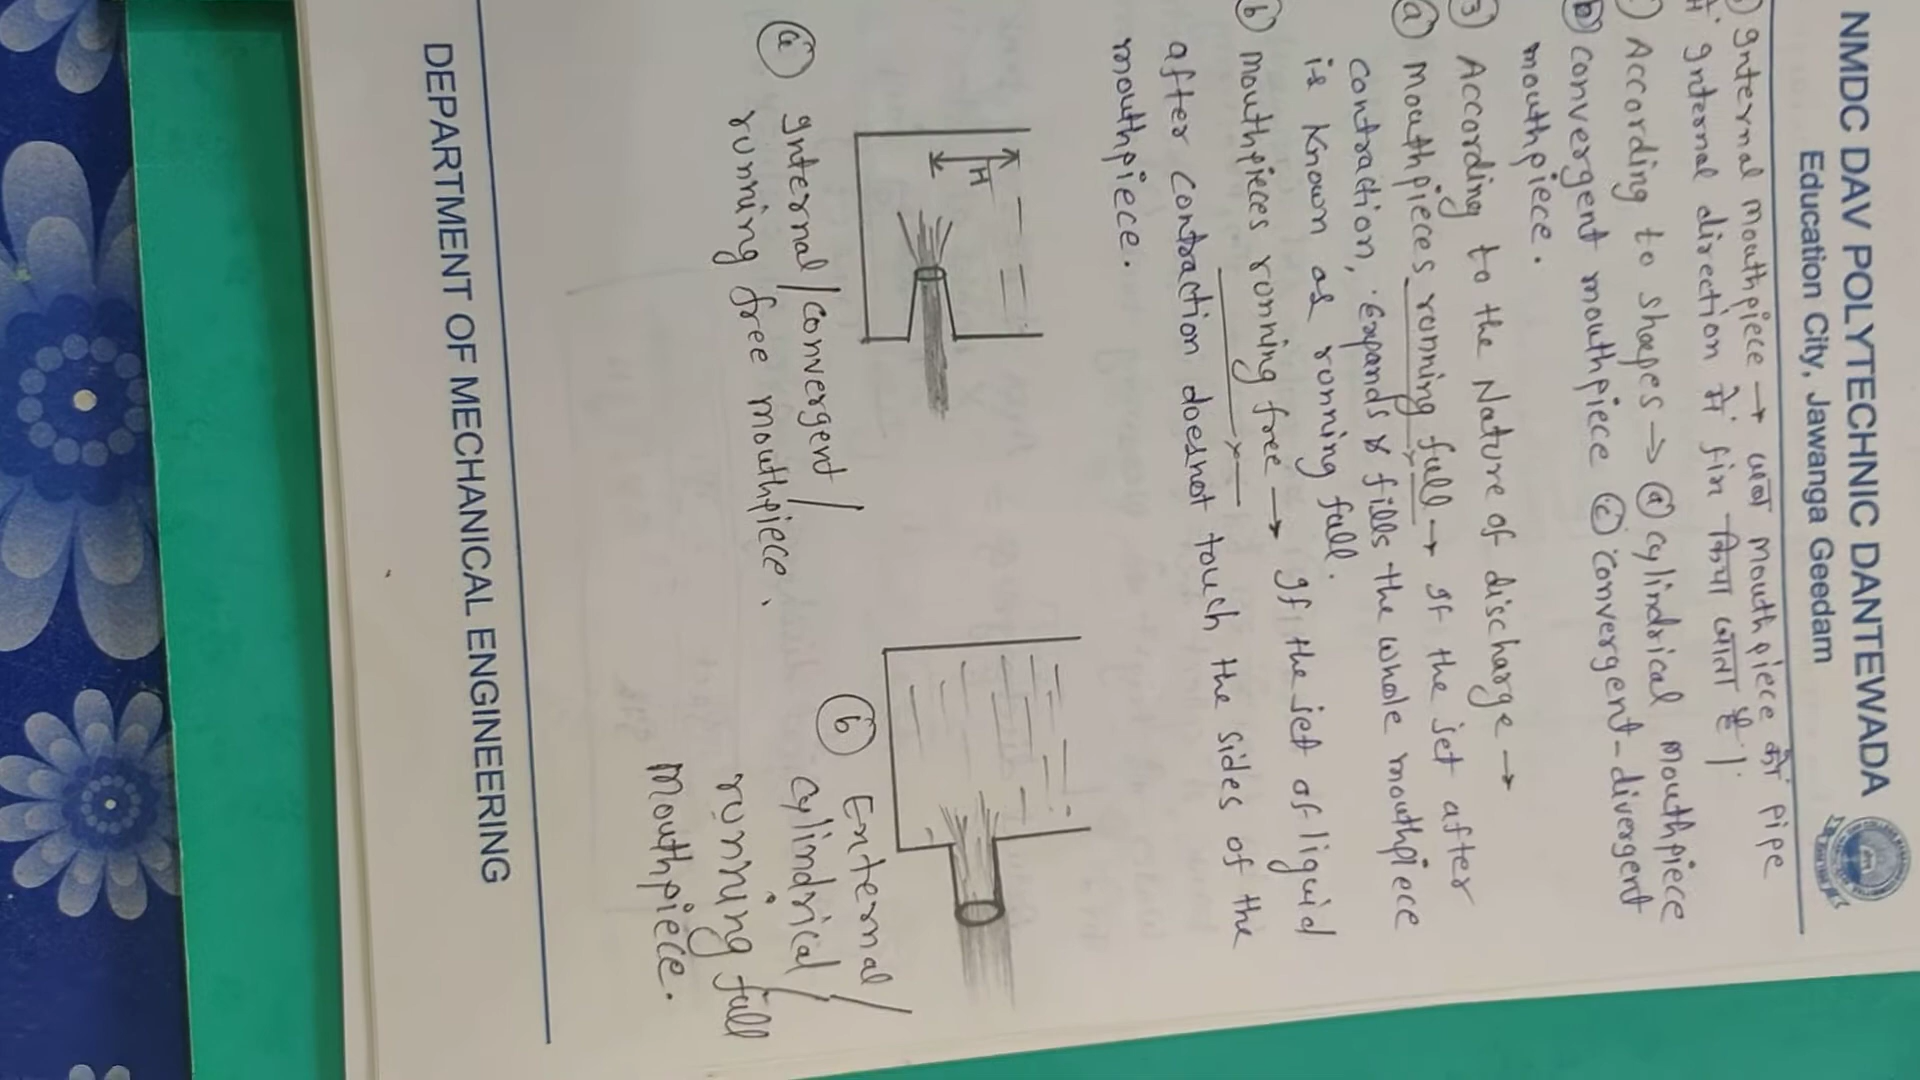 NMDC DAV POLYTECHNIC DANTEWADA
Education City, Jawanga Geedam
Internal mouthpiece → जब mouthpiece को pipe
में Internal direction में fix किया जाता है।
According to shapes → (a) cylindrical mouthpiece
(b) convergent mouthpiece (c) convergent-divergent
mouthpiece.
3) According to the Nature of discharge →
(a) Mouthpieces running full → If the jet after
contraction, Expands & fills the whole mouthpiece
is known as running full.
(b) Mouthpieces running free → If the jet of liquid
after contraction doesnot touch the sides of the
mouthpiece.
H
(a) Internal/convergent/
running free mouthpiece.
(b) External/
cylindrical/
running full
Mouthpiece.
DEPARTMENT OF MECHANICAL ENGINEERING